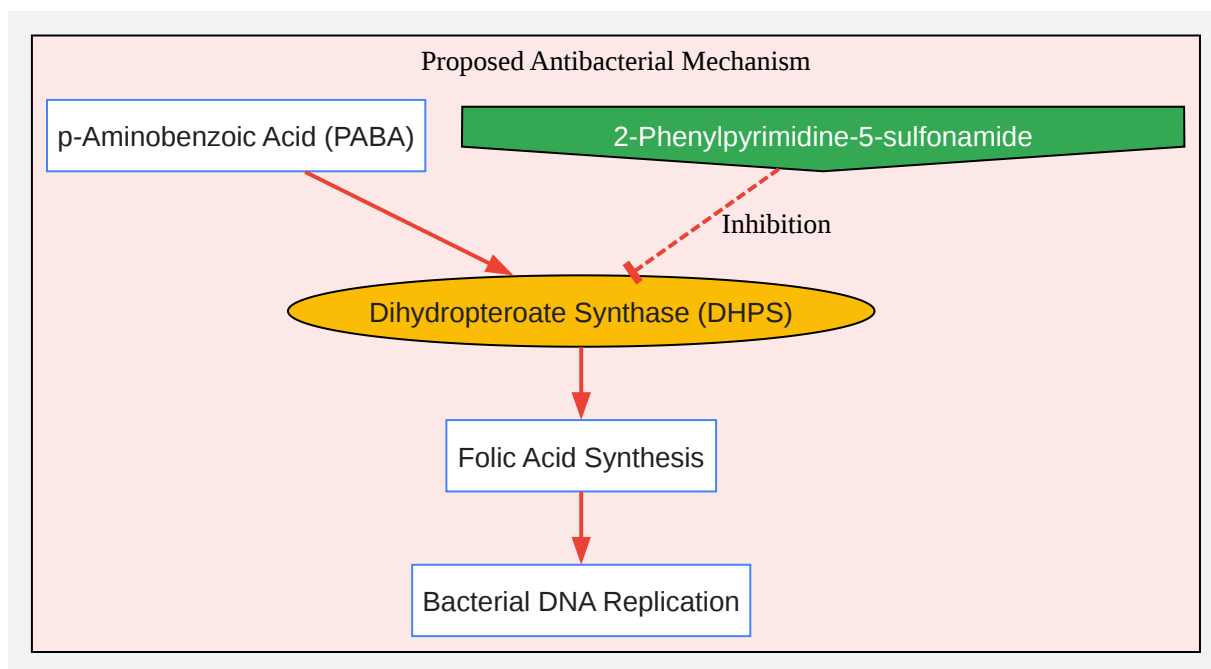 Proposed Antibacterial Mechanism
p-Aminobenzoic Acid (PABA)
2-Phenylpyrimidine-5-sulfonamide
Inhibition
Dihydropteroate Synthase (DHPS)
Folic Acid Synthesis
Bacterial DNA Replication